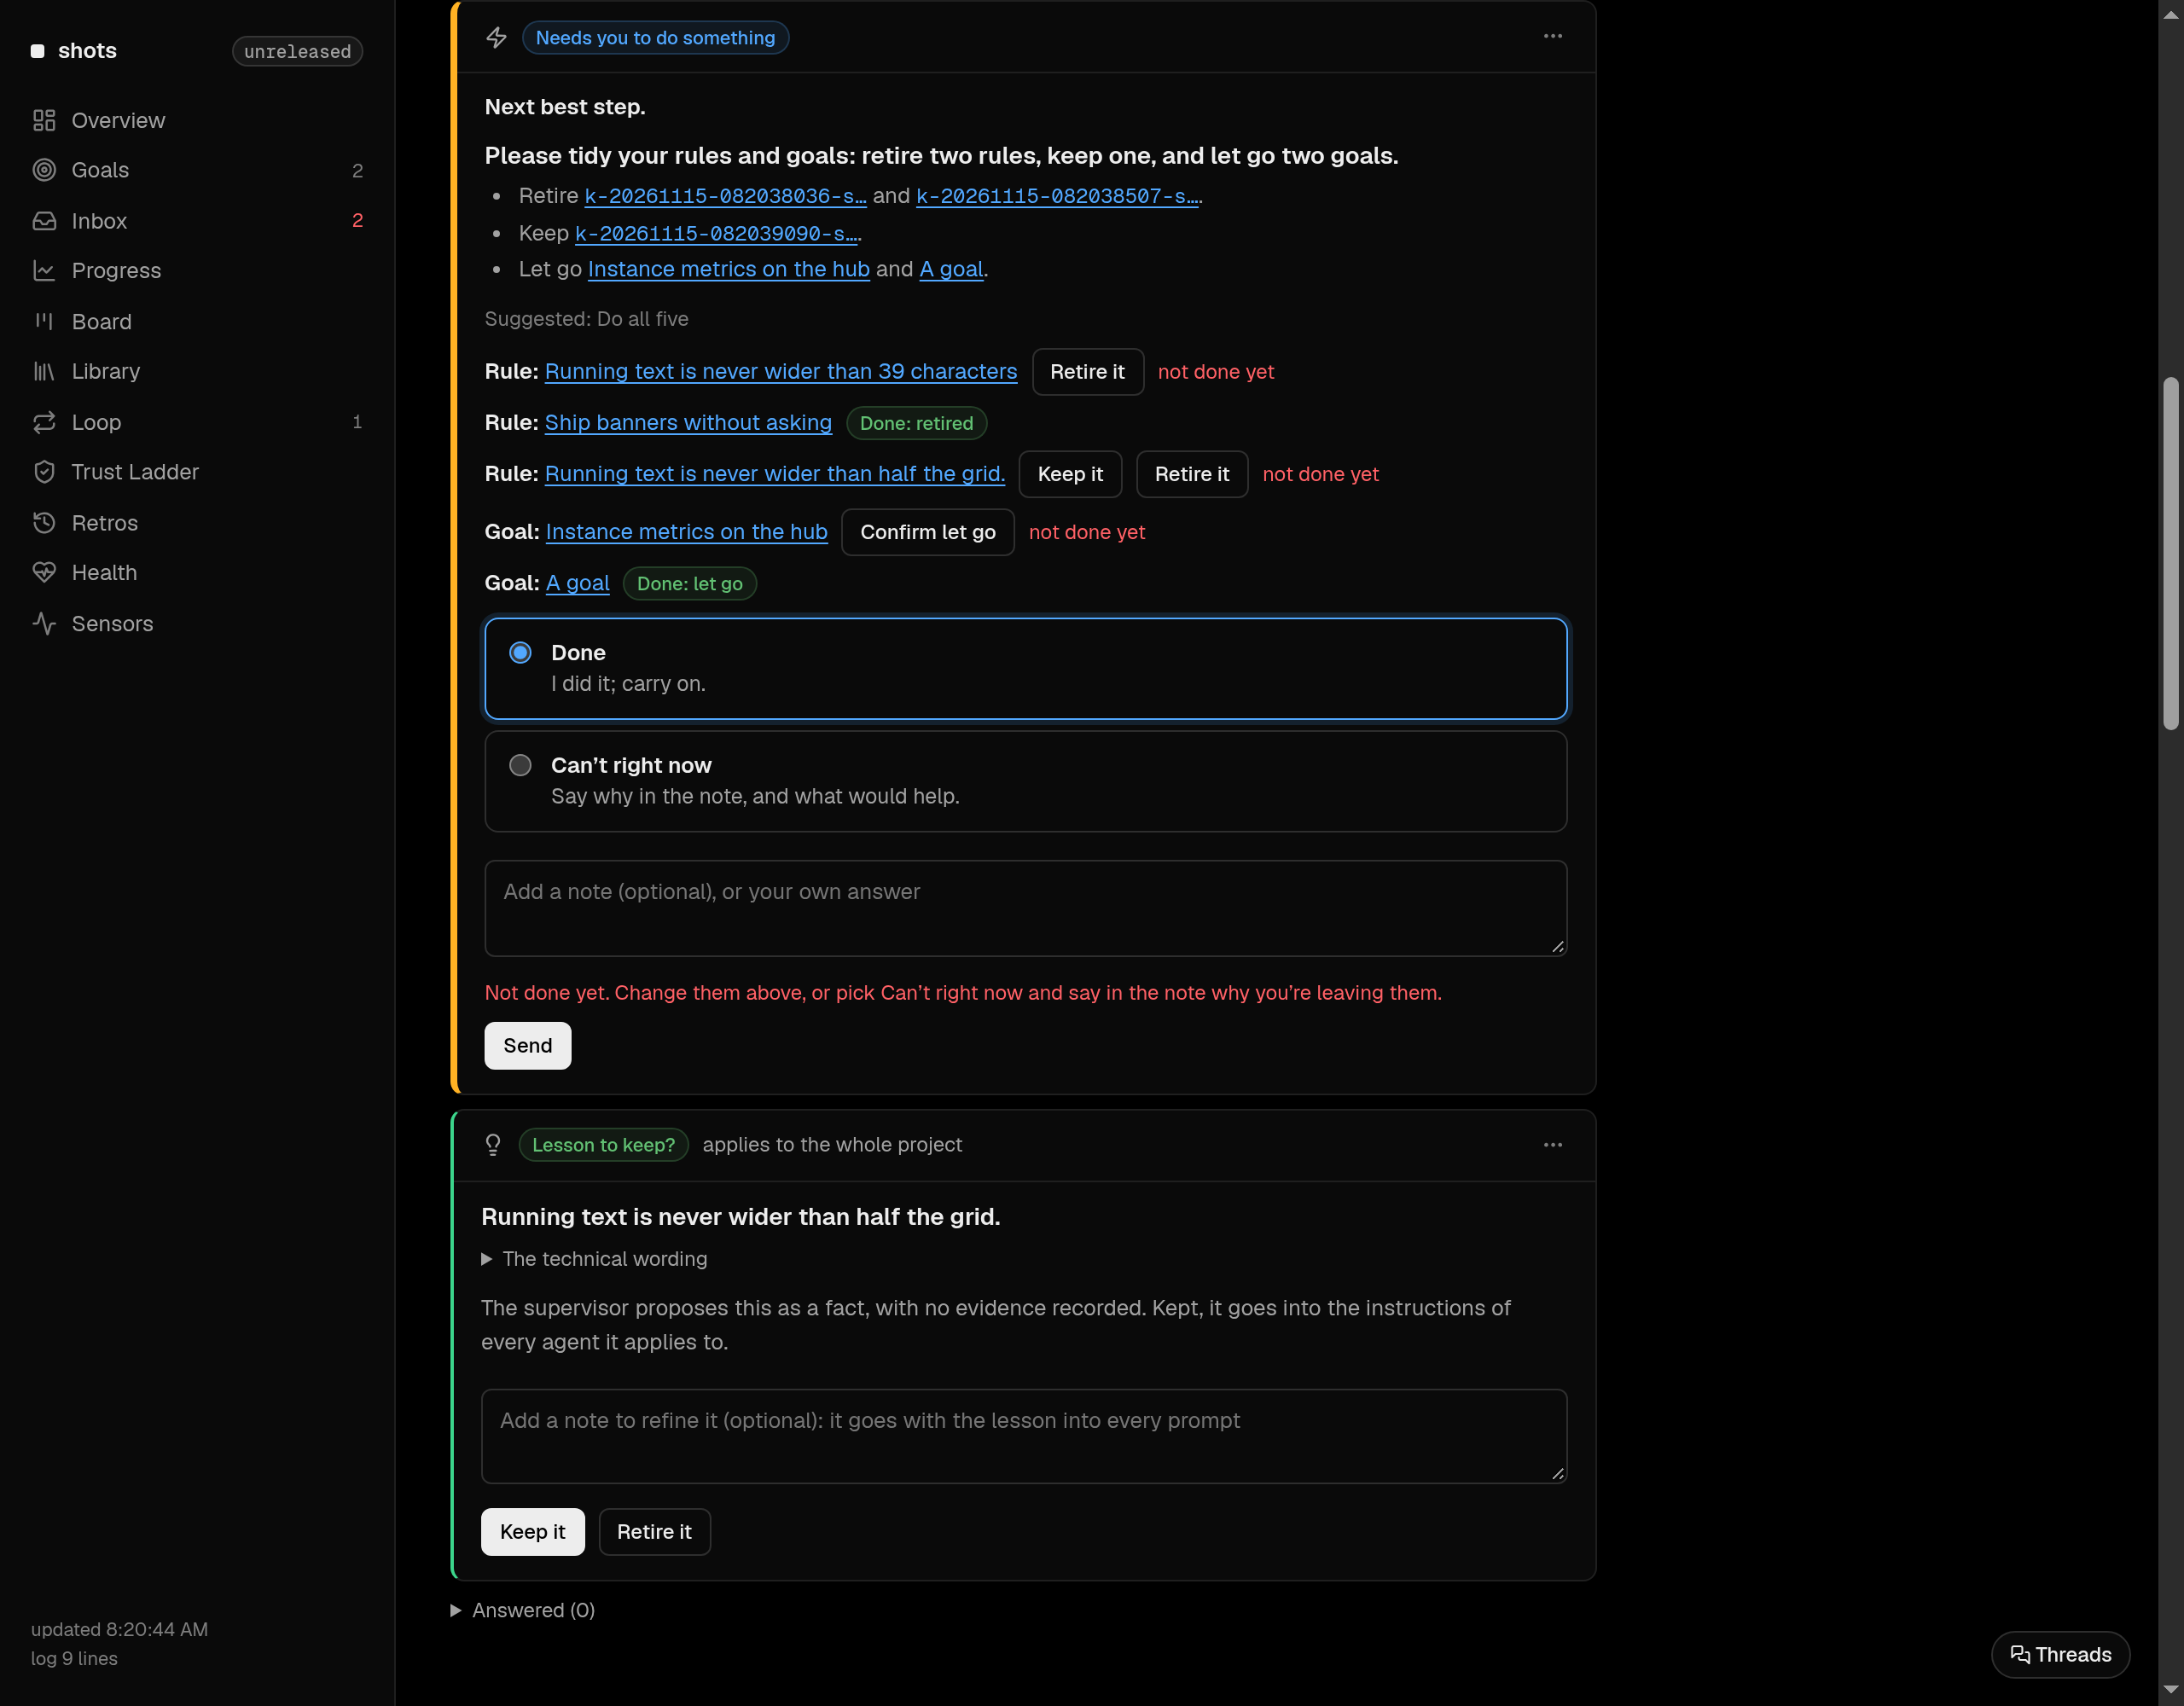 shots
unreleased
Overview
Goals 2
Inbox 2
Progress
Board
Library
Loop 1
Trust Ladder
Retros
Health
Sensors
updated 8:20:44 AM
log 9 lines
Needs you to do something
Next best step.
Please tidy your rules and goals: retire two rules, keep one, and let go two goals.
Retire k-20261115-082038036-s… and k-20261115-082038507-s….
Keep k-20261115-082039090-s….
Let go Instance metrics on the hub and A goal.
Suggested: Do all five
Rule: Running text is never wider than 39 characters Retire it not done yet
Rule: Ship banners without asking Done: retired
Rule: Running text is never wider than half the grid. Keep it Retire it not done yet
Goal: Instance metrics on the hub Confirm let go not done yet
Goal: A goal Done: let go
Done
I did it; carry on.
Can’t right now
Say why in the note, and what would help.
Add a note (optional), or your own answer
Not done yet. Change them above, or pick Can’t right now and say in the note why you’re leaving them.
Send
Lesson to keep? applies to the whole project
Running text is never wider than half the grid.
The technical wording
The supervisor proposes this as a fact, with no evidence recorded. Kept, it goes into the instructions of
every agent it applies to.
Add a note to refine it (optional): it goes with the lesson into every prompt
Keep it Retire it
Answered (0)
Threads